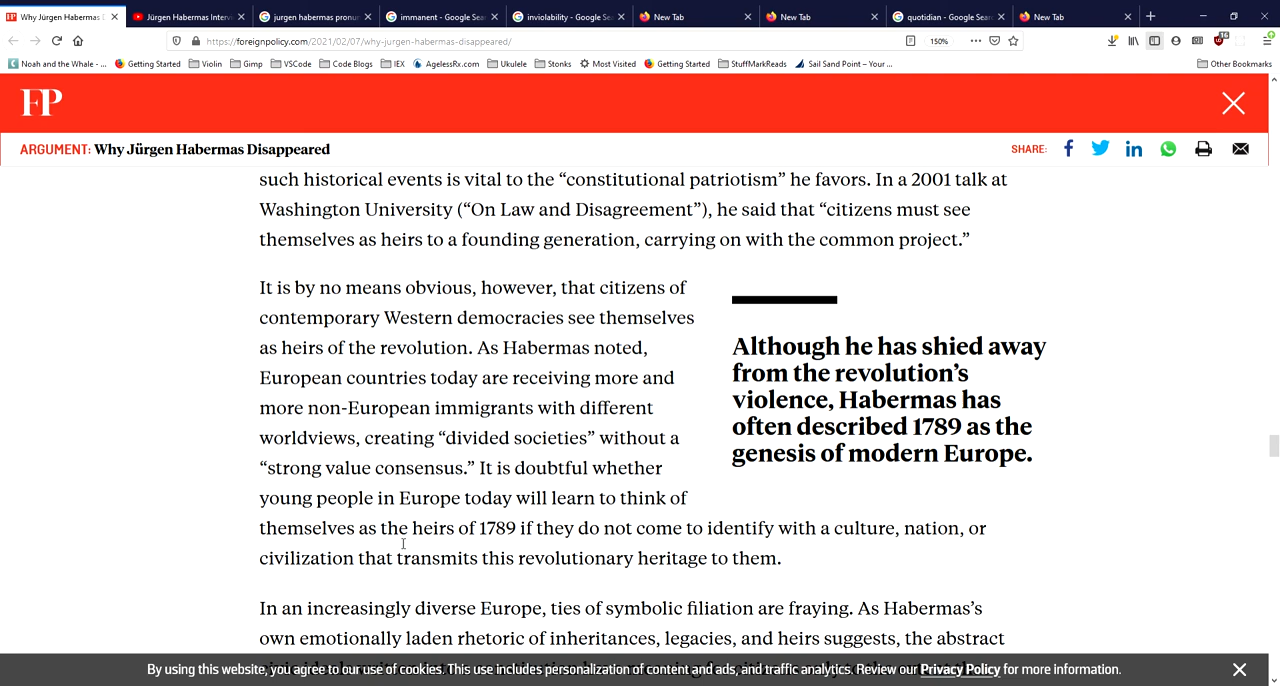 Why Jürgen Habermas
Jürgen Habermas Interv
jurgen habermas pronun
immanent - Google Sea
inviolability - Google Se
New Tab
New Tab
quotidian - Google Searc
New Tab
https://foreignpolicy.com/2021/02/07/why-jurgen-habermas-disappeared/
150%
Noah and the Whale - ...
Getting Started
Violin
Gimp
VSCode
Code Blogs
IEX
AgelessRx.com
Ukulele
Stonks
Most Visited
Getting Started
StuffMarkReads
Sail Sand Point – Your ...
Other Bookmarks
FP
ARGUMENT: Why Jürgen Habermas Disappeared
SHARE:
such historical events is vital to the “constitutional patriotism” he favors. In a 2001 talk at
Washington University (“On Law and Disagreement”), he said that “citizens must see
themselves as heirs to a founding generation, carrying on with the common project.”
It is by no means obvious, however, that citizens of
contemporary Western democracies see themselves
as heirs of the revolution. As Habermas noted,
European countries today are receiving more and
more non-European immigrants with different
worldviews, creating “divided societies” without a
“strong value consensus.” It is doubtful whether
young people in Europe today will learn to think of
themselves as the heirs of 1789 if they do not come to identify with a culture, nation, or
civilization that transmits this revolutionary heritage to them.
Although he has shied away
from the revolution’s
violence, Habermas has
often described 1789 as the
genesis of modern Europe.
In an increasingly diverse Europe, ties of symbolic filiation are fraying. As Habermas’s
own emotionally laden rhetoric of inheritances, legacies, and heirs suggests, the abstract
By using this website, you agree to our use of cookies. This use includes personalization of content and ads, and traffic analytics. Review our Privacy Policy for more information.